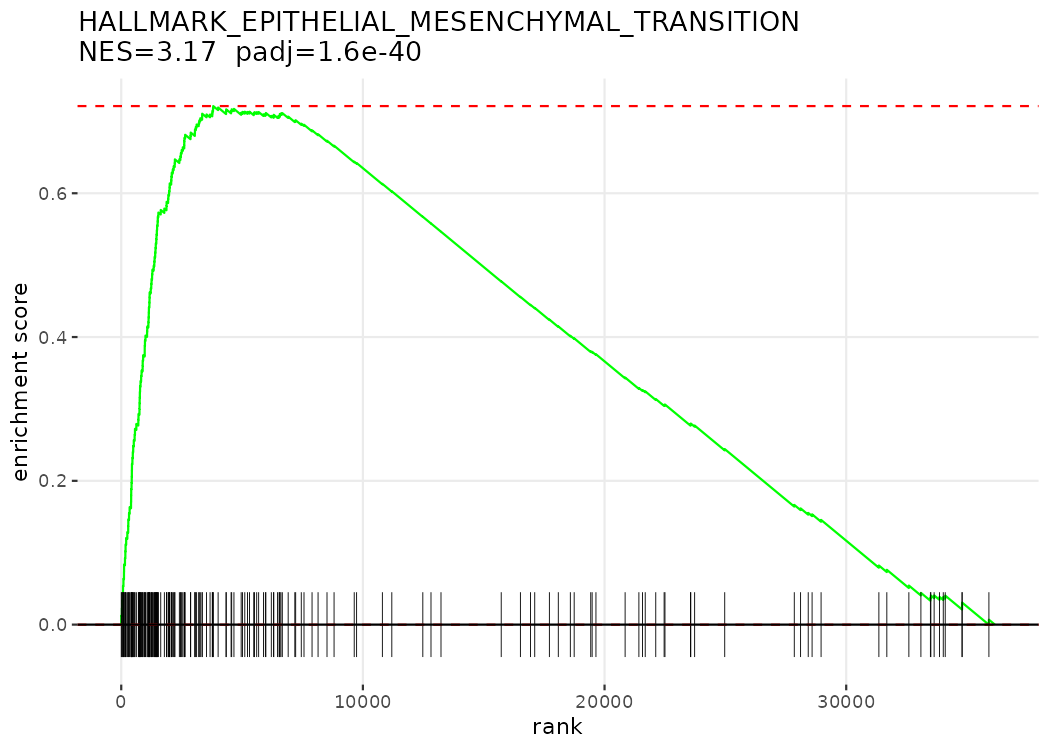 HALLMARK_EPITHELIAL_MESENCHYMAL_TRANSITION
NES=3.17  padj=1.6e-40
enrichment score
0.6
0.4
0.2
0.0
0
10000
20000
30000
rank